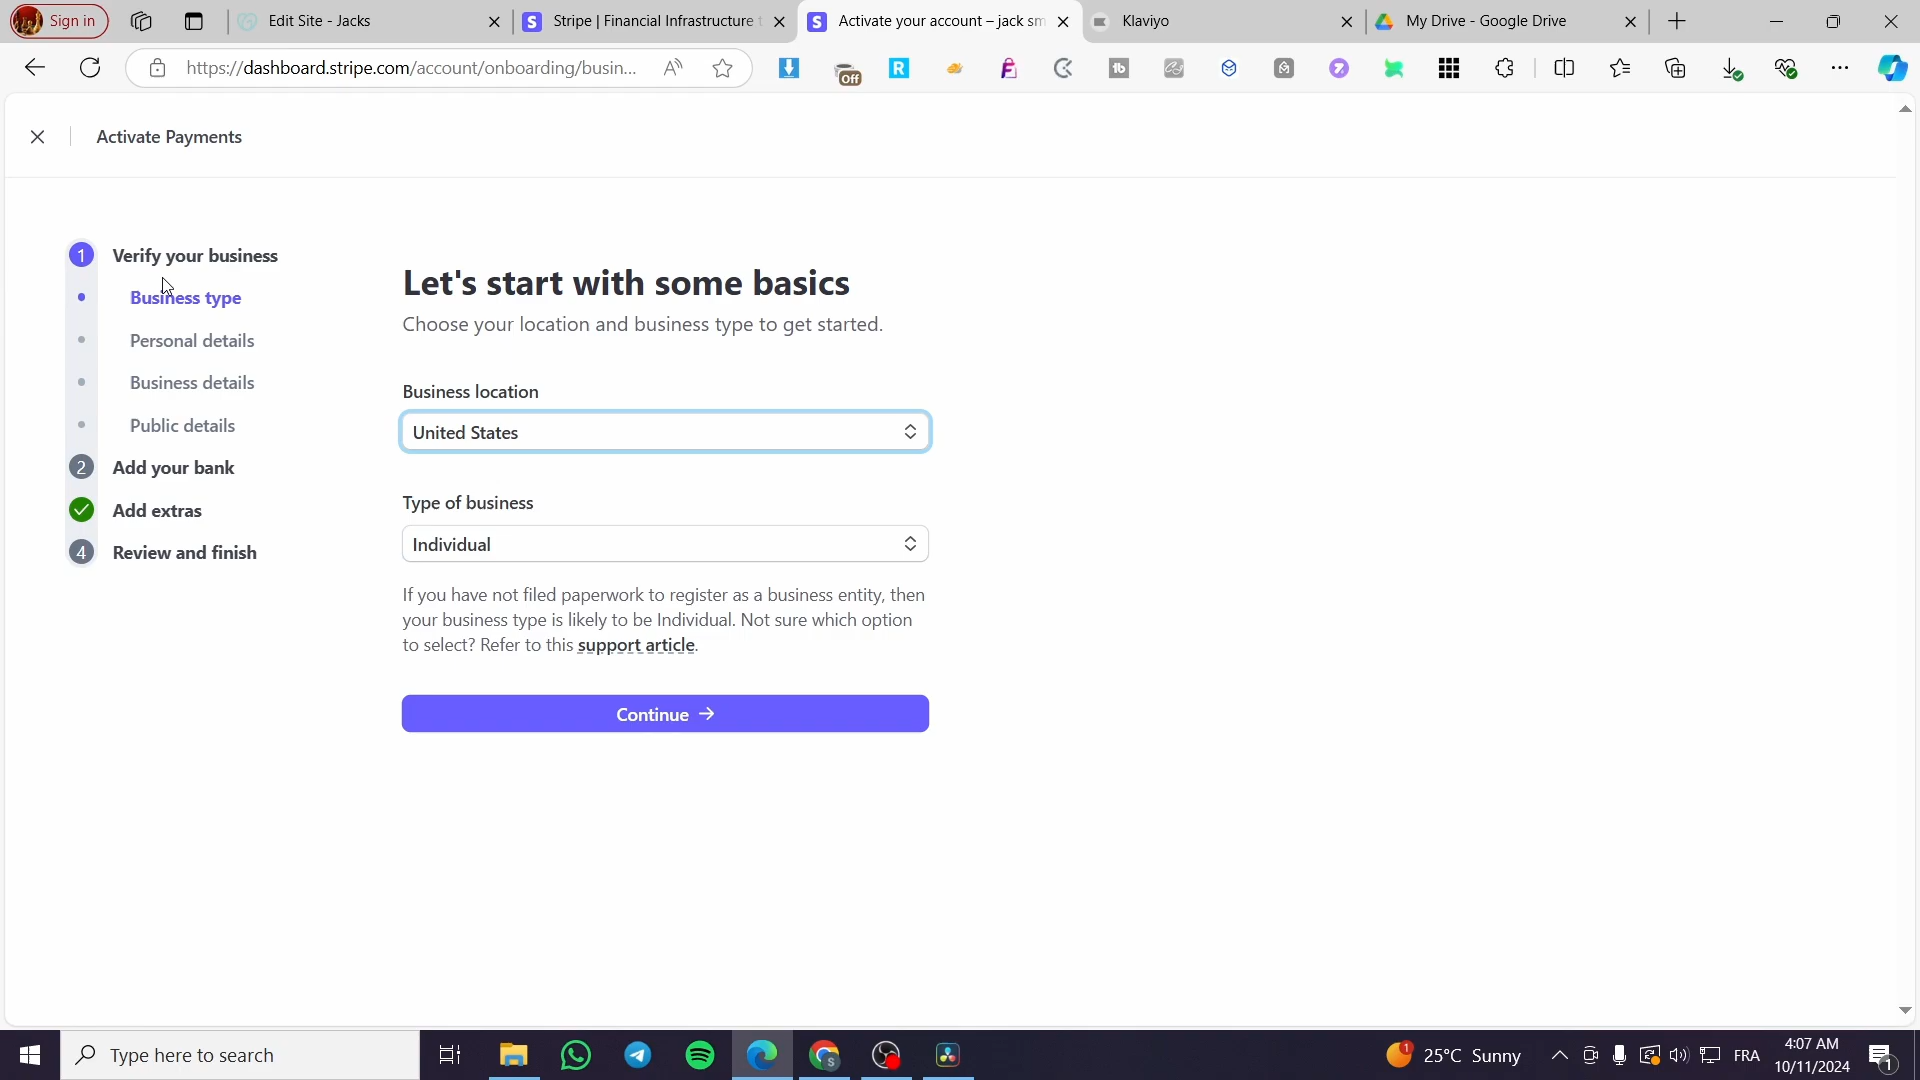 Sign in
Edit Site - Jacks
Stripe | Financial Infrastructure t
Activate your account – jack sm
Klaviyo
My Drive - Google Drive
https://dashboard.stripe.com/account/onboarding/busin...
Off
Activate Payments
1 Verify your business
Business type
Personal details
Business details
Public details
2 Add your bank
Add extras
4 Review and finish
Let's start with some basics
Choose your location and business type to get started.
Business location
United States
Type of business
Individual
If you have not filed paperwork to register as a business entity, then
your business type is likely to be Individual. Not sure which option
to select? Refer to this support article.
Continue →
Type here to search
25°C Sunny
FRA
4:07 AM
10/11/2024
1